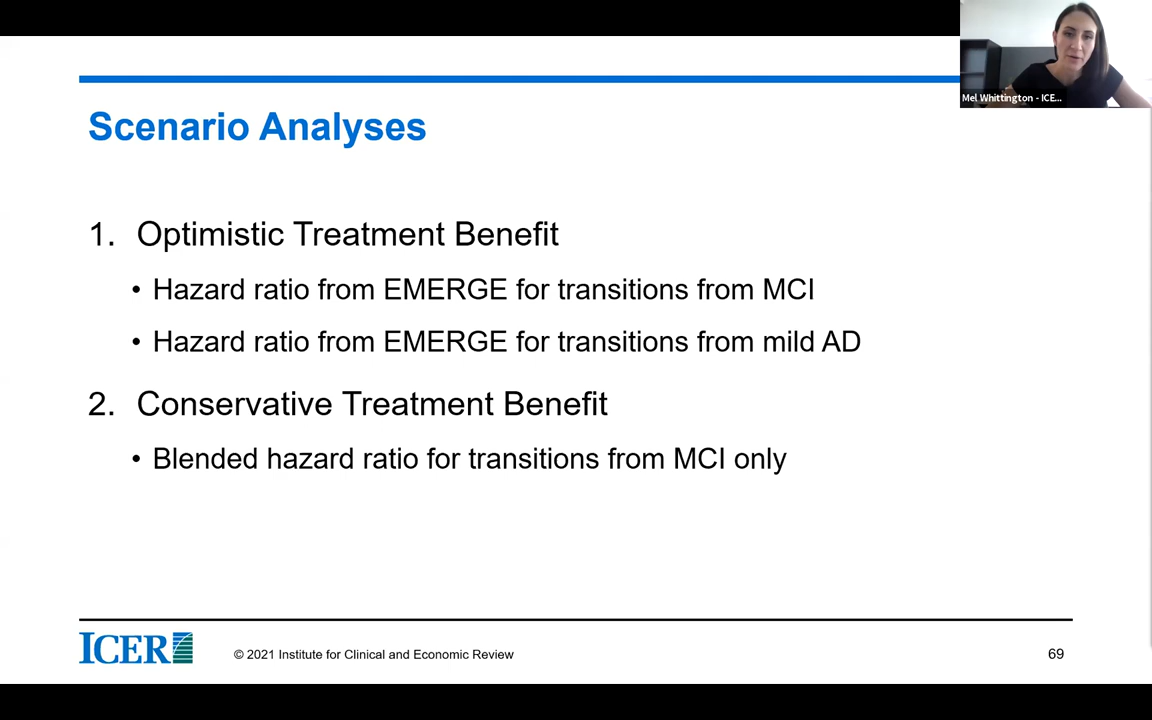 Mel Whittington - ICE...
Scenario Analyses
1. Optimistic Treatment Benefit
• Hazard ratio from EMERGE for transitions from MCI
• Hazard ratio from EMERGE for transitions from mild AD
2. Conservative Treatment Benefit
• Blended hazard ratio for transitions from MCI only
ICER
© 2021 Institute for Clinical and Economic Review
69